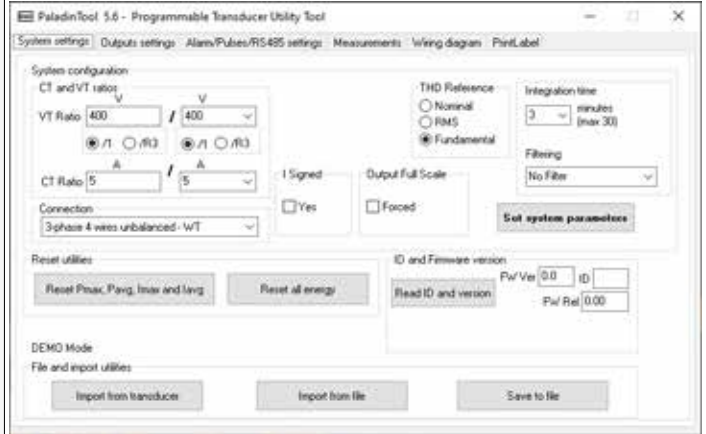 PaladinTool 5.6 - Programmable Transducer Utility Tool
System settings Outputs settings Alarm/Pulses/RS485 settings Measurements Wiring diagram PrintLabel
System configuration
CT and VT ratios
V V
VT Ratio 400 / 400
/1 /R3 /1 /R3
A A
CT Ratio 5 / 5
Connection
3-phase 4 wires unbalanced - WT
I Signed
Yes
Output Full Scale
Forced
THD Reference
Nominal
RMS
Fundamental
Integration time
3 minutes
(max 30)
Filtering
No Filter
Set system parameters
Reset utilities
Reset Pmax, Pavg, Imax and Iavg Reset all energy
ID and Firmware version
Read ID and version
FW Ver 0.0 ID
FW Rel 0.00
DEMO Mode
File and import utilities
Import from transducer Import from file Save to file